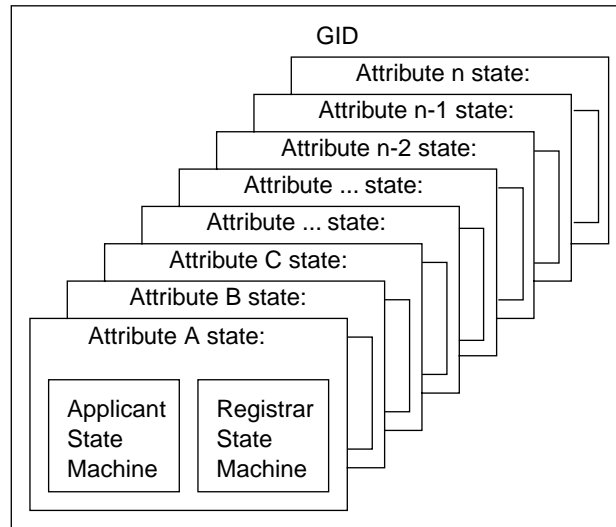 GID
Attribute n state:
Attribute n-1 state:
Attribute n-2 state:
Attribute ... state:
Attribute ... state:
Attribute C state:
Attribute B state:
Attribute A state:
Applicant
State
Machine
Registrar
State
Machine